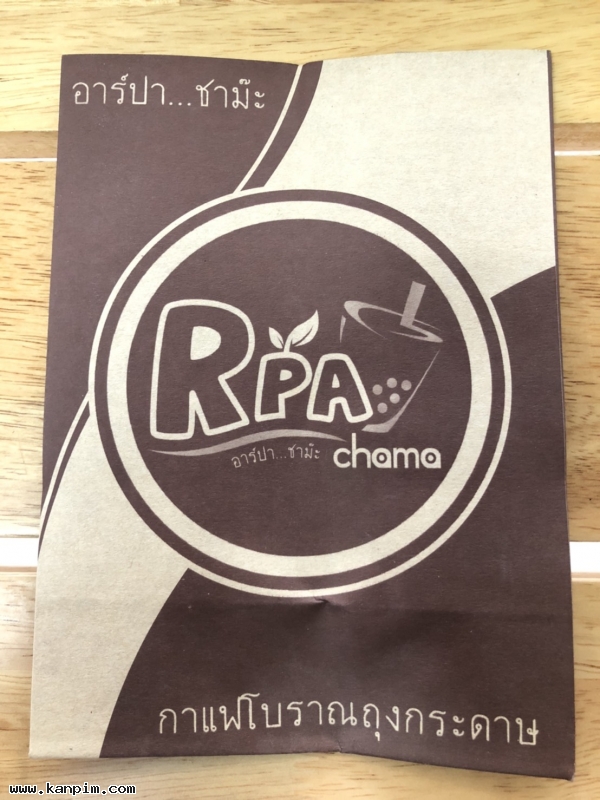 อาร์ปา...ชาม๊ะ
RPA
อาร์ปา...ชาม๊ะ chama
กาแฟโบราณถุงกระดาษ
www.kanpim.com